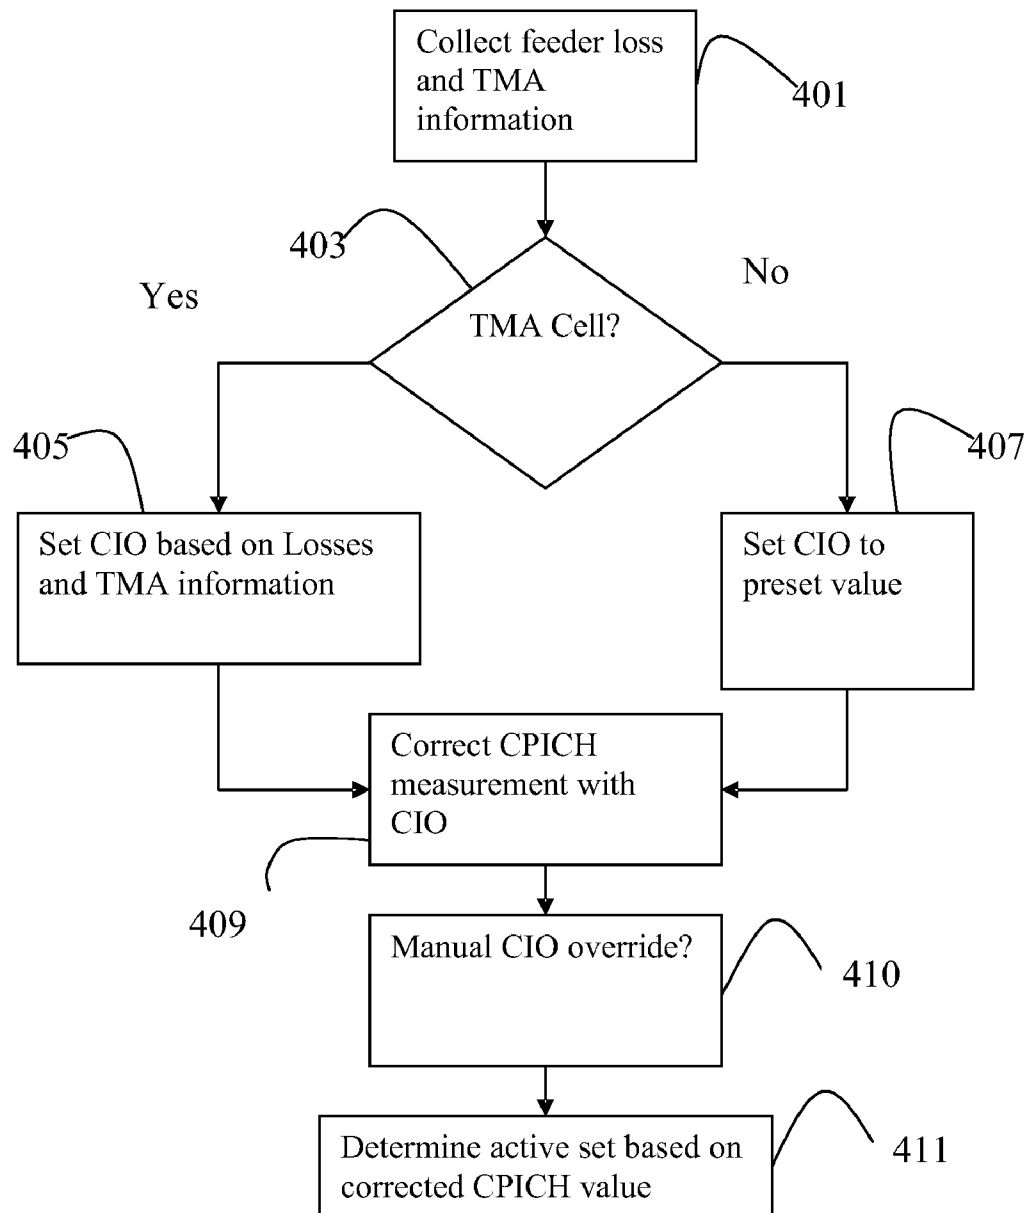 Collect feeder loss
and TMA
information
401
403
Yes
No
TMA Cell?
405
407
Set CIO based on Losses
and TMA information
Set CIO to
preset value
Correct CPICH
measurement with
CIO
409
Manual CIO override?
410
Determine active set based on
corrected CPICH value
411